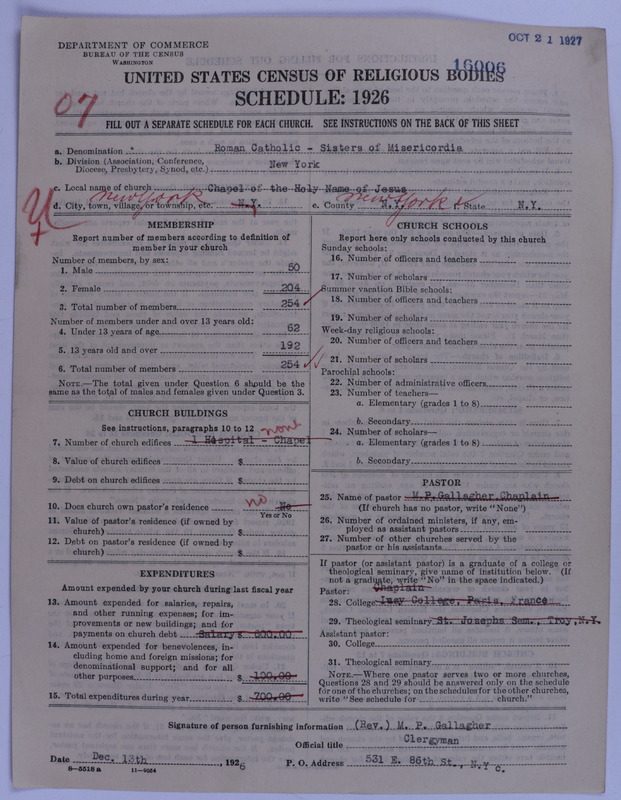 OCT 21 1927
DEPARTMENT OF COMMERCE
BUREAU OF THE CENSUS
WASHINGTON
16006
UNITED STATES CENSUS OF RELIGIOUS BODIES
SCHEDULE: 1926
07
FILL OUT A SEPARATE SCHEDULE FOR EACH CHURCH. SEE INSTRUCTIONS ON THE BACK OF THIS SHEET
a. Denomination * Roman Catholic - Sisters of Misericordia
b. Division (Association, Conference, Diocese, Presbytery, Synod, etc.) New York
c. Local name of church Chapel of the Holy Name of Jesus
d. City, town, village, or township, etc. N.Y. New York e. County N.Y. New York f. State N.Y.
MEMBERSHIP
Report number of members according to definition of
member in your church
Number of members, by sex:
1. Male 50
2. Female 204
3. Total number of members 254
Number of members under and over 13 years old:
4. Under 13 years of age 62
5. 13 years old and over 192
6. Total number of members 254
NOTE.—The total given under Question 6 should be the
same as the total of males and females given under Question 3.
CHURCH BUILDINGS
See instructions, paragraphs 10 to 12
none
7. Number of church edifices 1 Hospital - Chapel
8. Value of church edifices $
9. Debt on church edifices $
10. Does church own pastor's residence no No
Yes or No
11. Value of pastor's residence (if owned by
church) $
12. Debt on pastor's residence (if owned by
church) $
EXPENDITURES
Amount expended by your church during last fiscal year
13. Amount expended for salaries, repairs,
and other running expenses; for im-
provements or new buildings; and for
payments on church debt Salary $ 600.00
14. Amount expended for benevolences, in-
cluding home and foreign missions; for
denominational support; and for all
other purposes $ 100.00
15. Total expenditures during year $ 700.00
CHURCH SCHOOLS
Report here only schools conducted by this church
Sunday schools:
16. Number of officers and teachers
17. Number of scholars
Summer vacation Bible schools:
18. Number of officers and teachers
19. Number of scholars
Week-day religious schools:
20. Number of officers and teachers
21. Number of scholars
Parochial schools:
22. Number of administrative officers
23. Number of teachers—
a. Elementary (grades 1 to 8)
b. Secondary
24. Number of scholars—
a. Elementary (grades 1 to 8)
b. Secondary
PASTOR
25. Name of pastor M.P.Gallagher, Chaplain
(If church has no pastor, write "None")
26. Number of ordained ministers, if any, em-
ployed as assistant pastors
27. Number of other churches served by the
pastor or his assistants
If pastor (or assistant pastor) is a graduate of a college or
theological seminary, give name of institution below. (If
not a graduate, write "No" in the space indicated.)
Pastor: Chaplain
28. College Issy College, Paris, France
29. Theological seminary St. Josephs Sem., Troy, N.Y.
Assistant pastor:
30. College
31. Theological seminary
NOTE.—Where one pastor serves two or more churches,
Questions 28 and 29 should be answered only on the schedule
for one of the churches; on the schedules for the other churches,
write "See schedule for church."
Signature of person furnishing information (Rev.) M. P. Gallagher
Official title Clergyman
Date Dec. 13th, 1926 P. O. Address 531 E. 86th St., N.Y c.
8—5518 a 11—9654